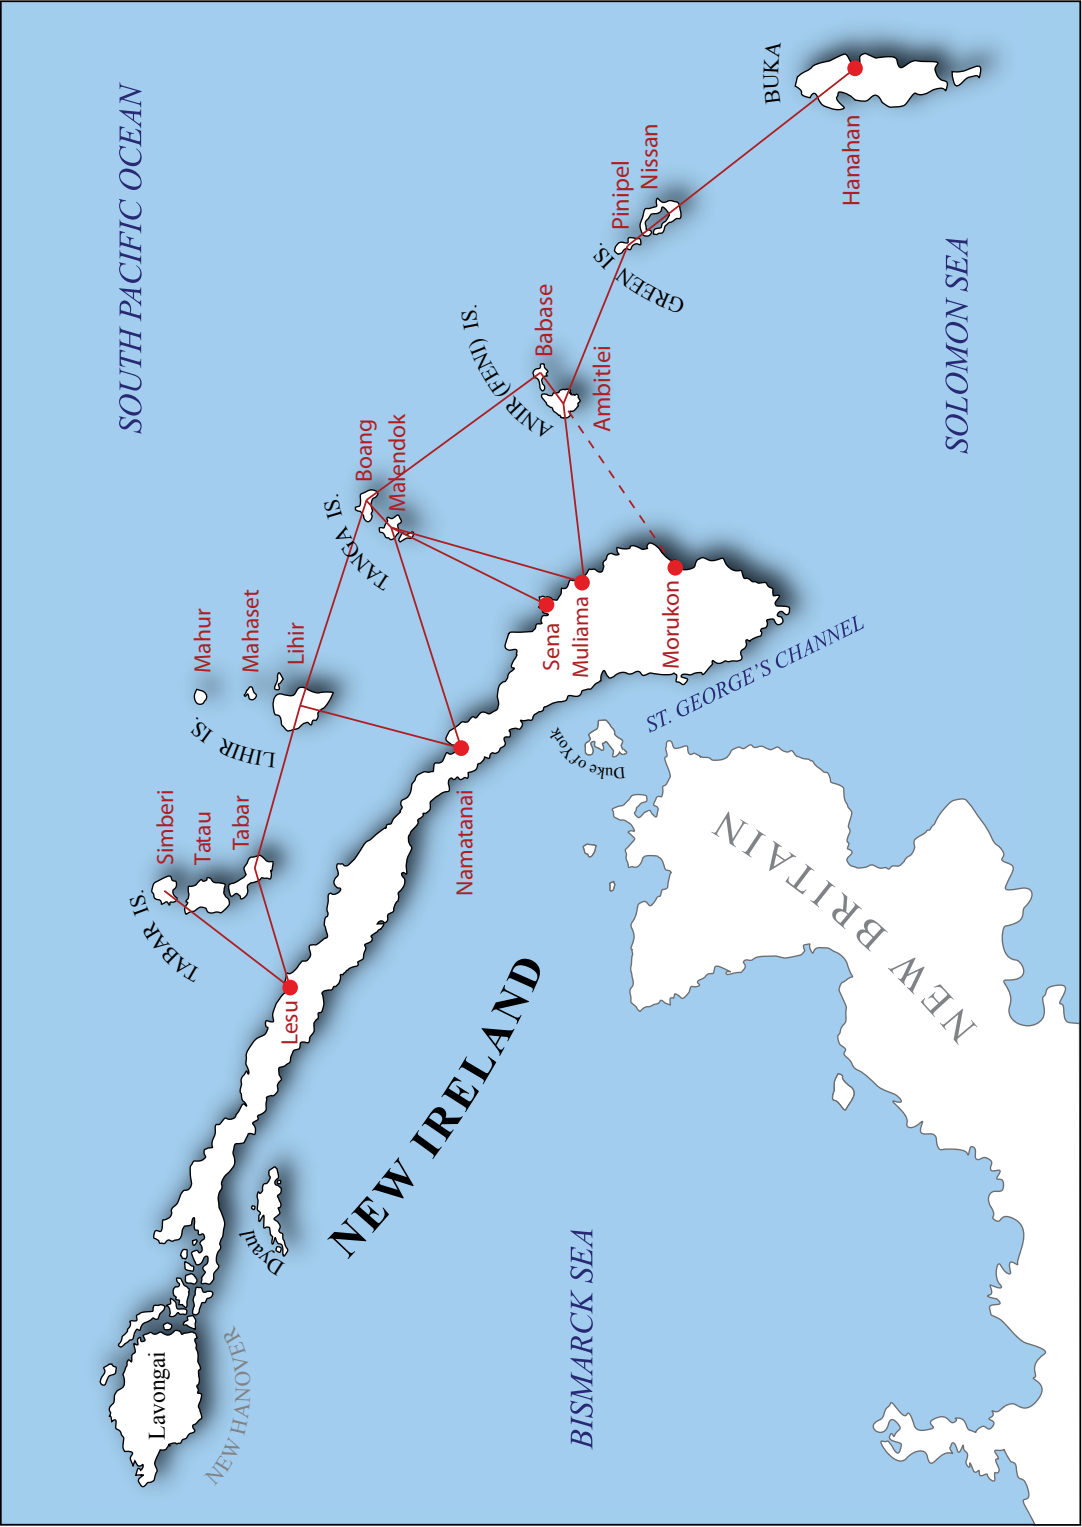 SOUTH PACIFIC OCEAN
TABAR IS.
Simberi
Tatau
Tabar
LIHIR IS.
Mahur
Mahaset
Lihir
TANGA IS.
Boang
Malendok
ANIR (FENI) IS.
Babase
Ambitlei
GREEN IS.
Pinipel
Nissan
BUKA
Hanahan
Lavongai
NEW HANOVER
Dyaul
Lesu
Namatanai
Sena
Muliama
Morukon
NEW IRELAND
Duke of York
ST. GEORGE'S CHANNEL
SOLOMON SEA
BISMARCK SEA
NEW BRITAIN